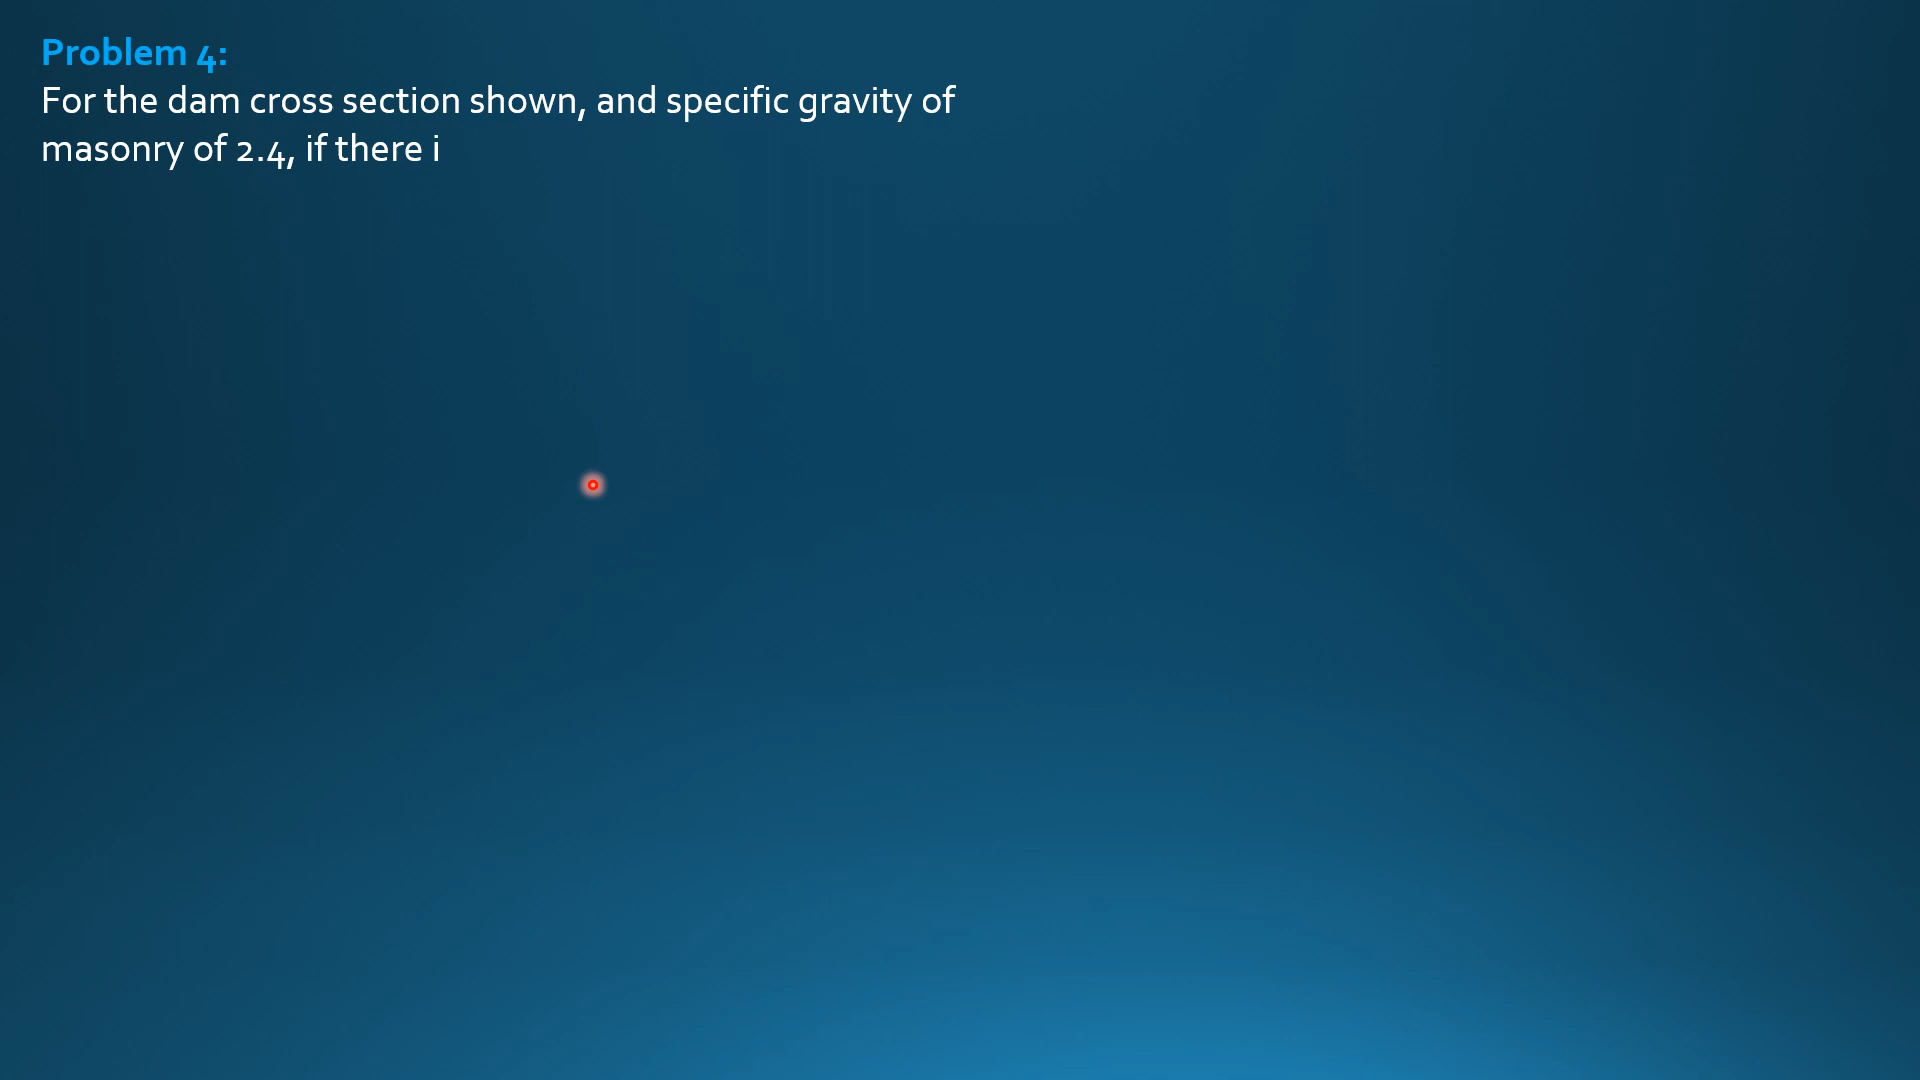 Problem 4:
For the dam cross section shown, and specific gravity of
masonry of 2.4, if there i